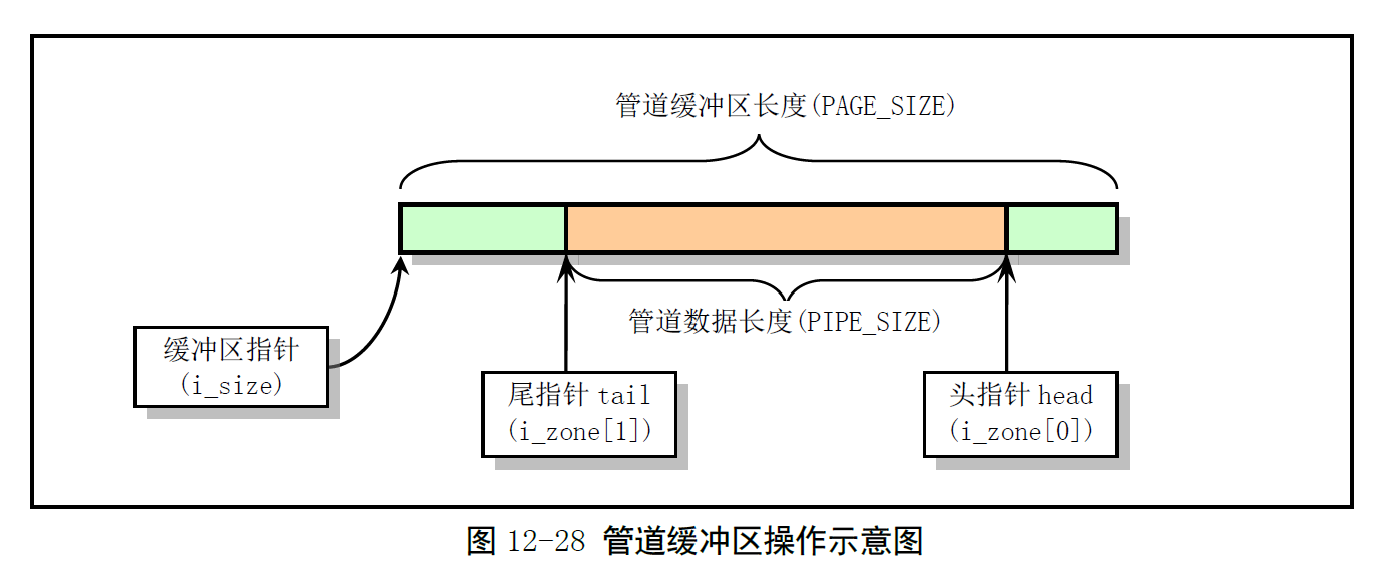 管道缓冲区长度(PAGE_SIZE)
管道数据长度(PIPE_SIZE)
缓冲区指针
(i_size)
尾指针 tail
(i_zone[1])
头指针 head
(i_zone[0])
图 12-28 管道缓冲区操作示意图